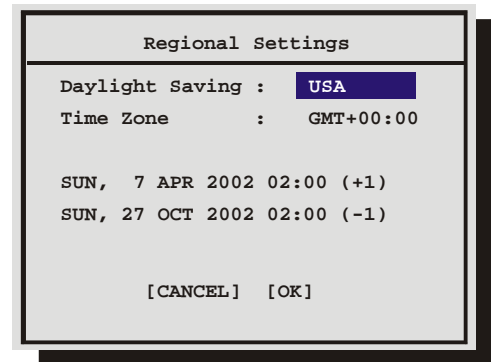 Regional Settings
Daylight Saving : USA
Time Zone : GMT+00:00
SUN, 7 APR 2002 02:00 (+1)
SUN, 27 OCT 2002 02:00 (-1)
[CANCEL] [OK]